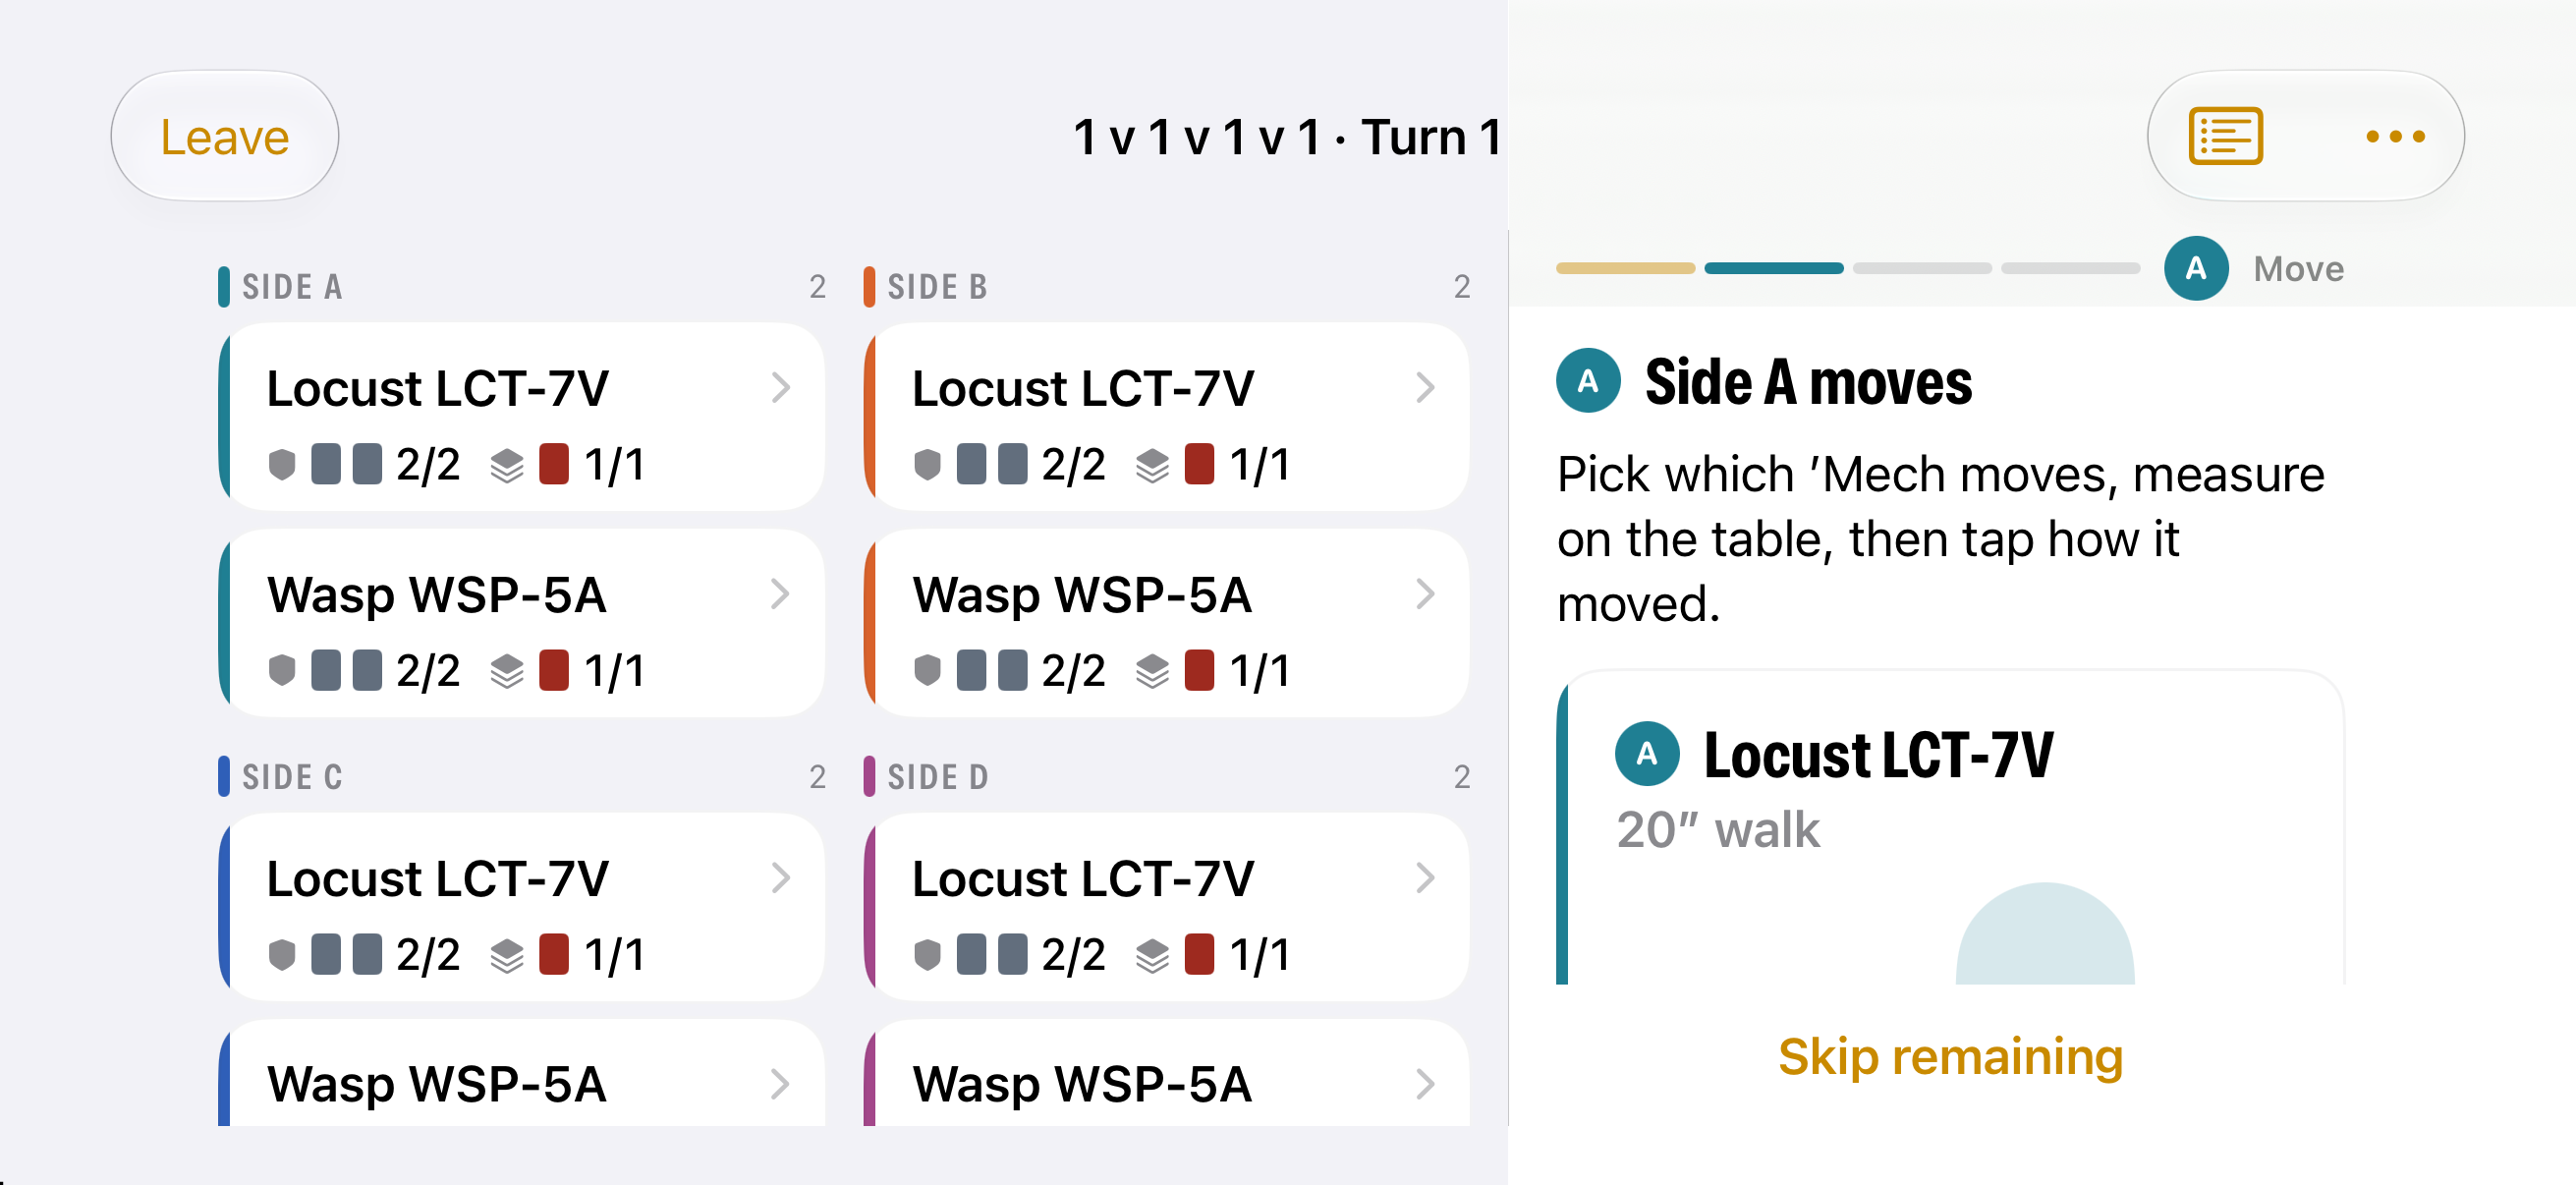 Leave
1 v 1 v 1 v 1 · Turn 1
SIDE A 2
Locust LCT-7V
2/2 1/1
Wasp WSP-5A
2/2 1/1
SIDE B 2
Locust LCT-7V
2/2 1/1
Wasp WSP-5A
2/2 1/1
SIDE C 2
Locust LCT-7V
2/2 1/1
Wasp WSP-5A
SIDE D 2
Locust LCT-7V
2/2 1/1
Wasp WSP-5A
A Move
A Side A moves
Pick which ’Mech moves, measure
on the table, then tap how it
moved.
A Locust LCT-7V
20” walk
Skip remaining